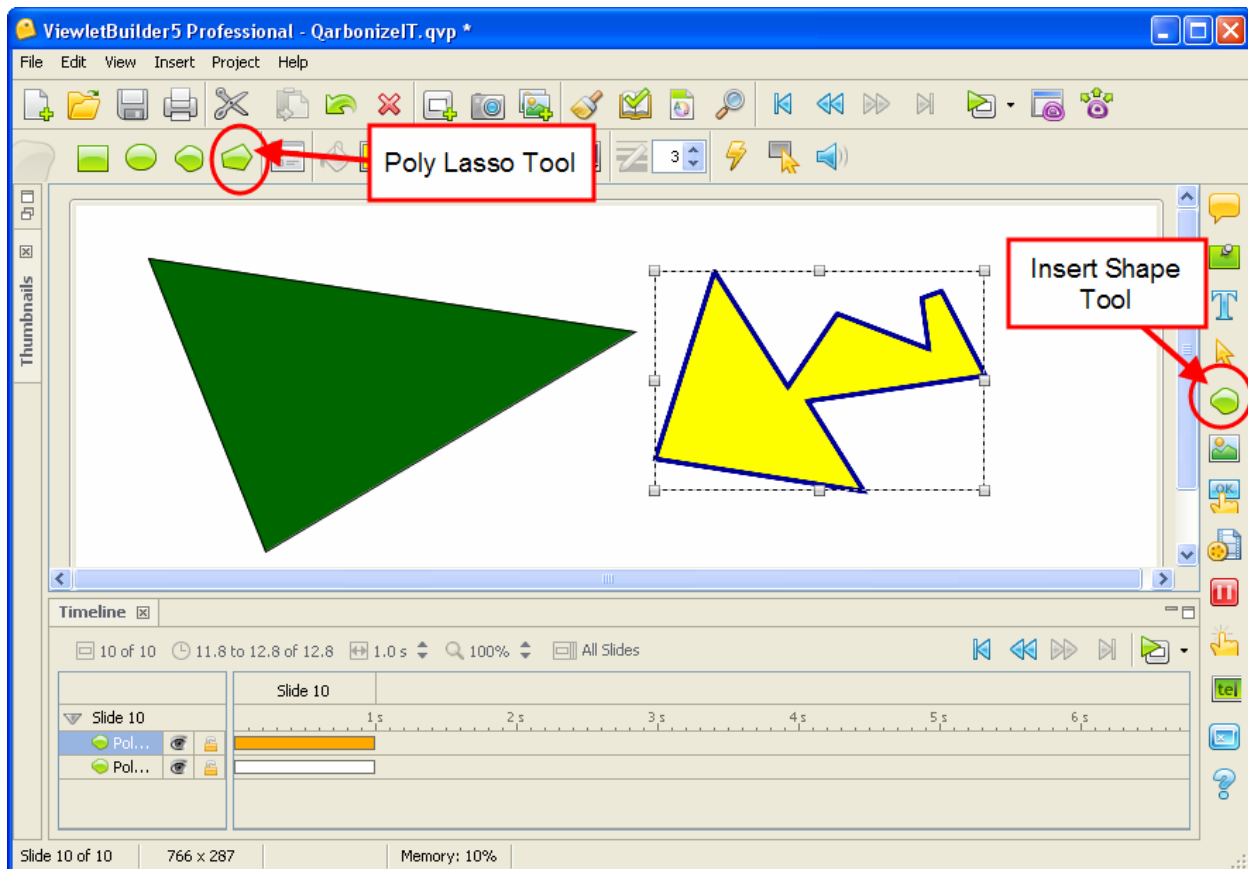 ViewletBuilder5 Professional - QarbonizeIT.qvp *
File Edit View Insert Project Help
Poly Lasso Tool
3
Thumbnails
Insert Shape
Tool
T
OK
tel
Timeline
10 of 10 11.8 to 12.8 of 12.8 1.0 s 100% All Slides
Slide 10
Slide 10 1 s 2 s 3 s 4 s 5 s 6 s
Pol...
Pol...
Slide 10 of 10 766 x 287 Memory: 10%